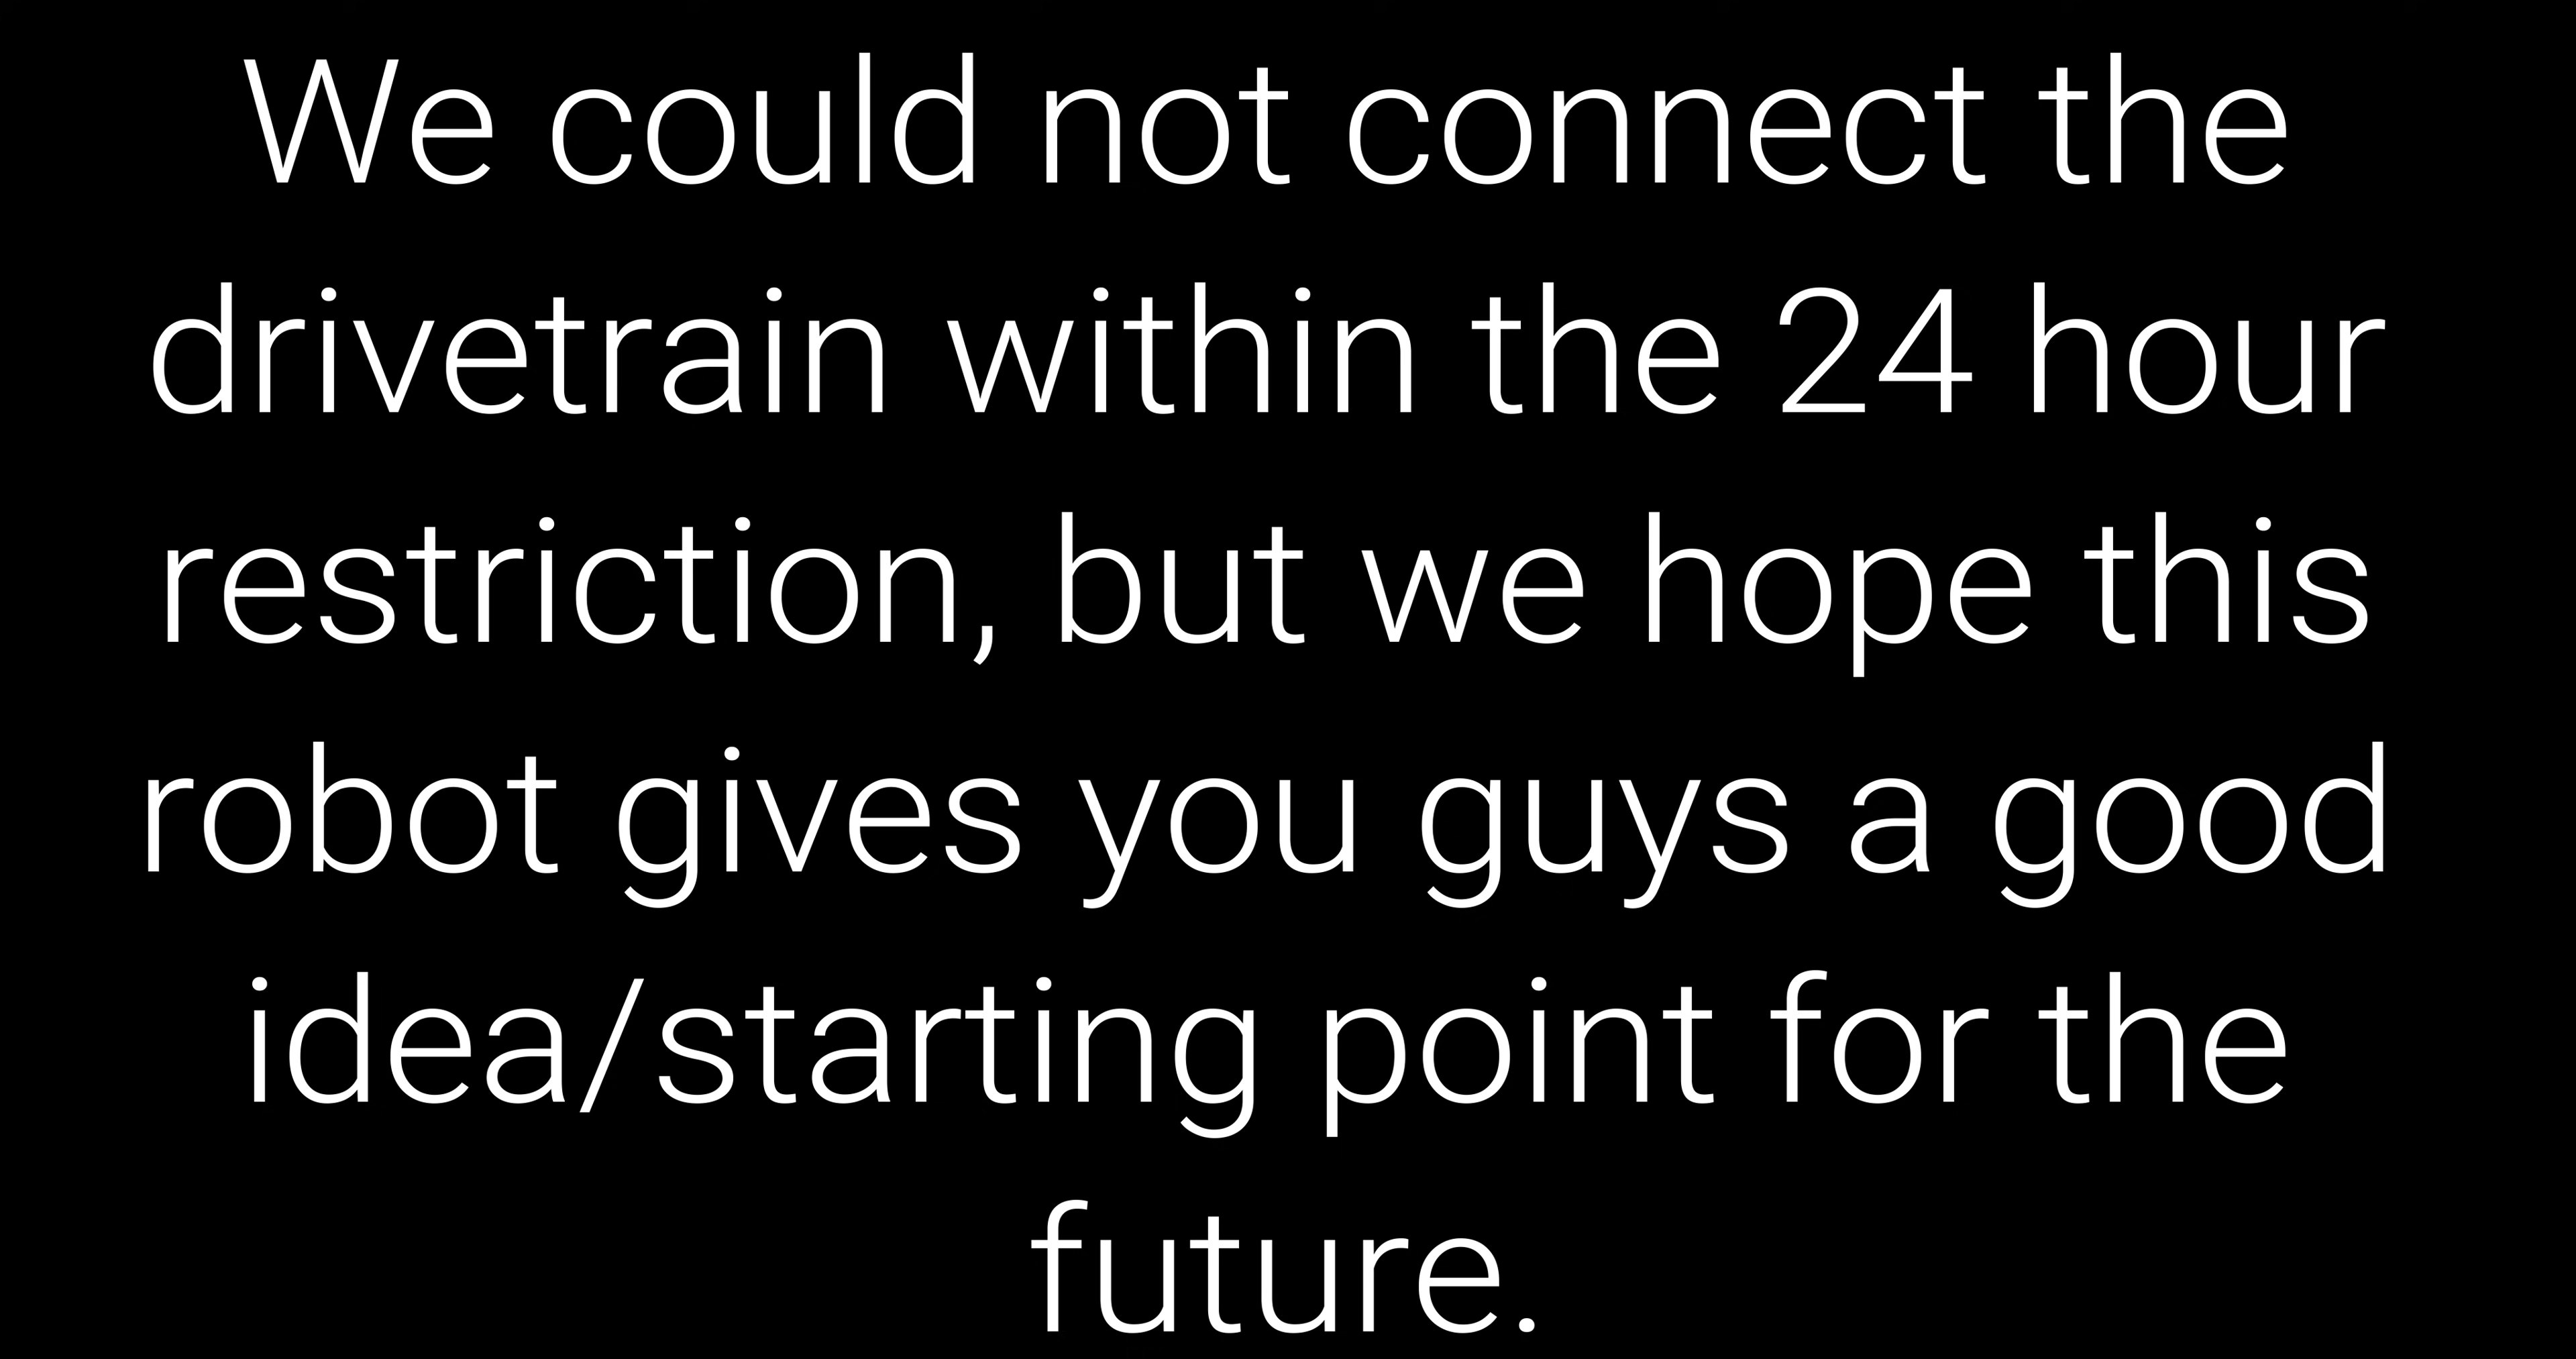 We could not connect the
drivetrain within the 24 hour
restriction, but we hope this
robot gives you guys a good
idea/starting point for the
future.